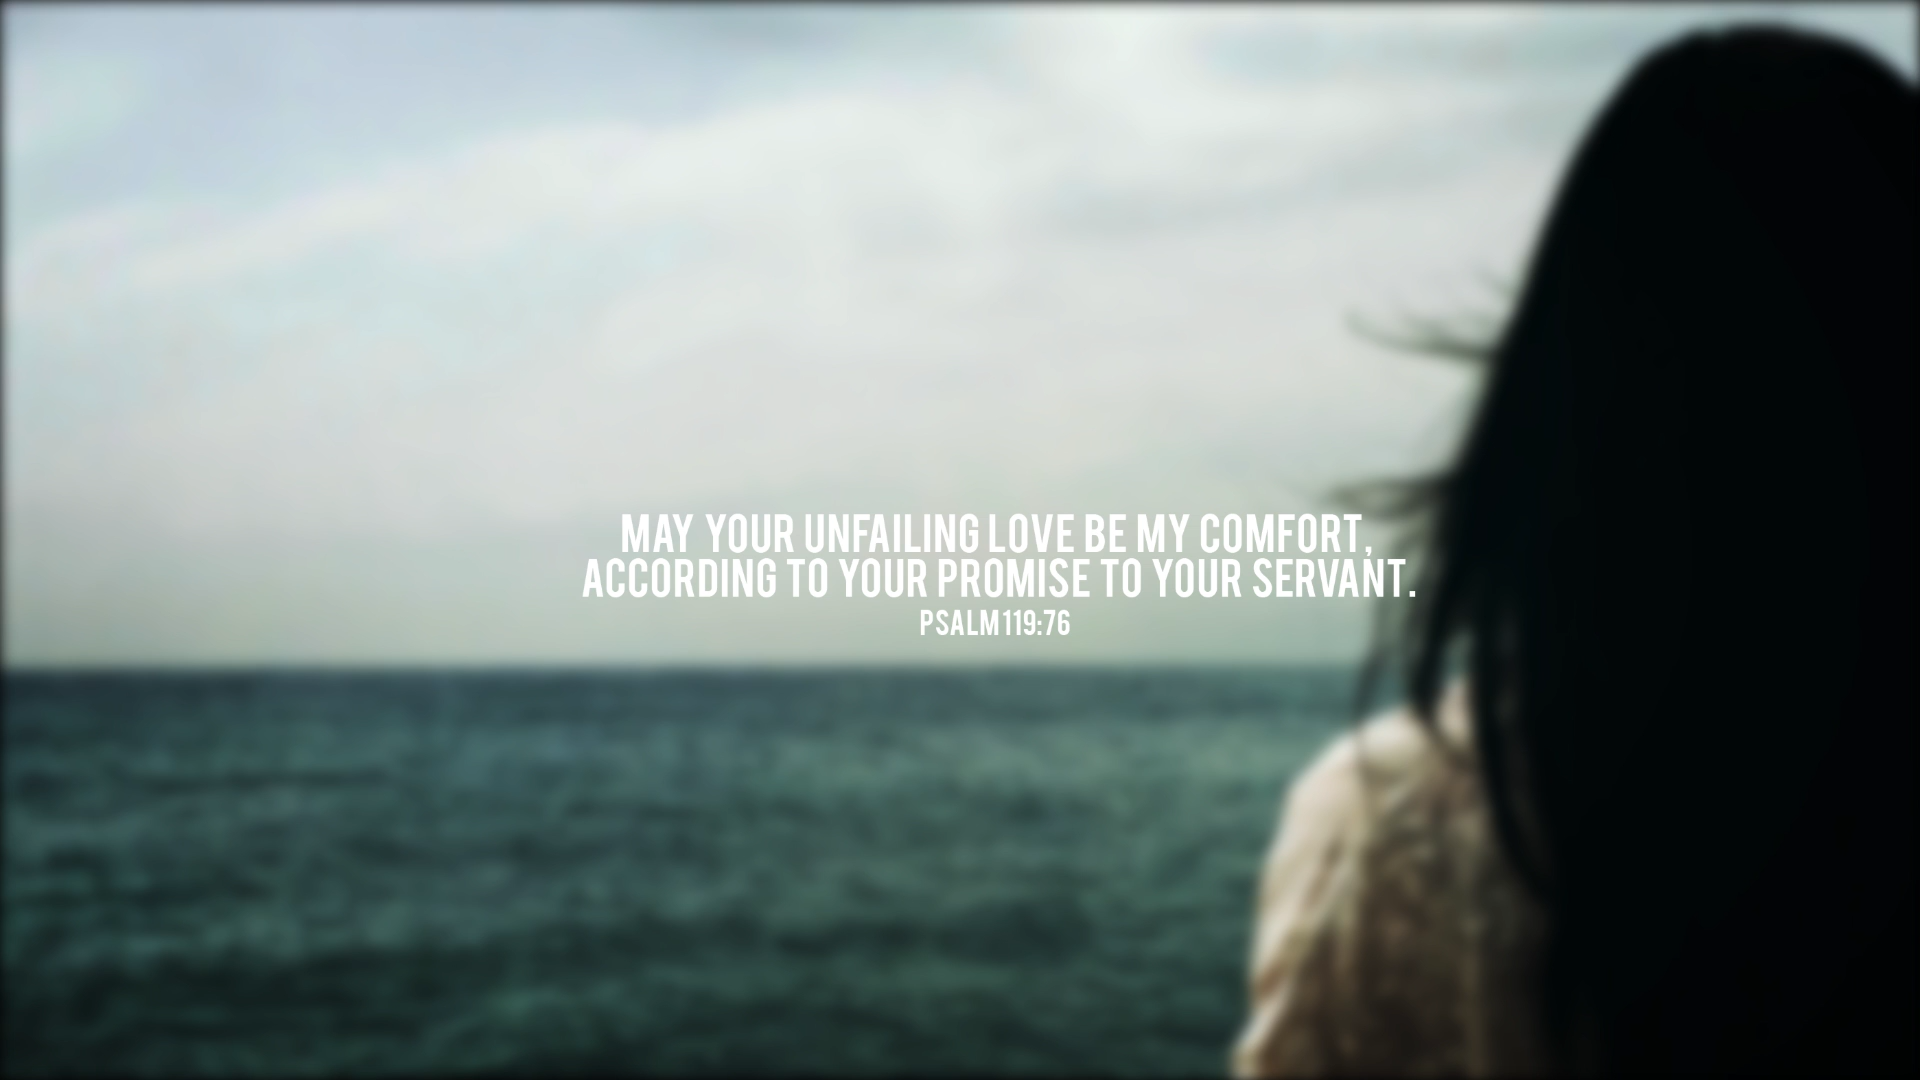 MAY YOUR UNFAILING LOVE BE MY COMFORT,
ACCORDING TO YOUR PROMISE TO YOUR SERVANT.
PSALM 119:76